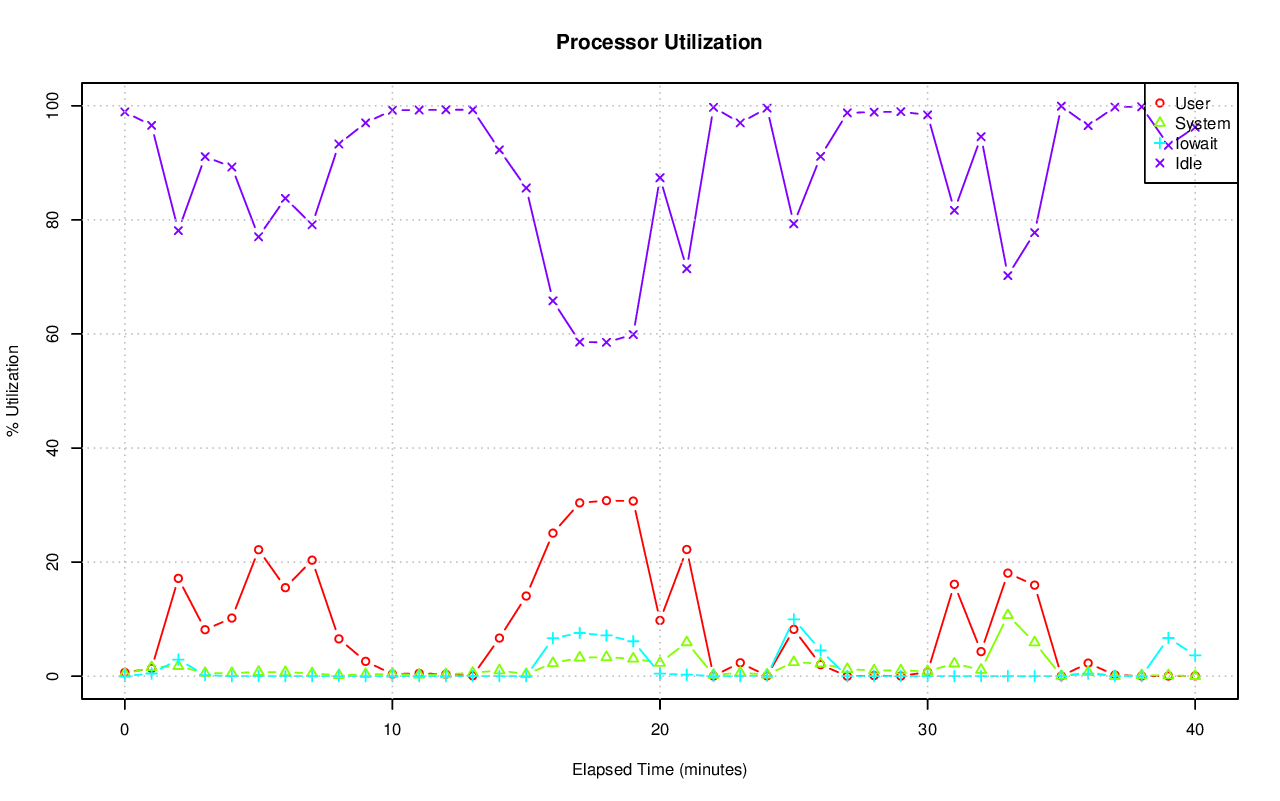 Processor Utilization
User
System
Iowait
Idle
% Utilization
100
80
60
40
20
0
0 10 20 30 40
Elapsed Time (minutes)